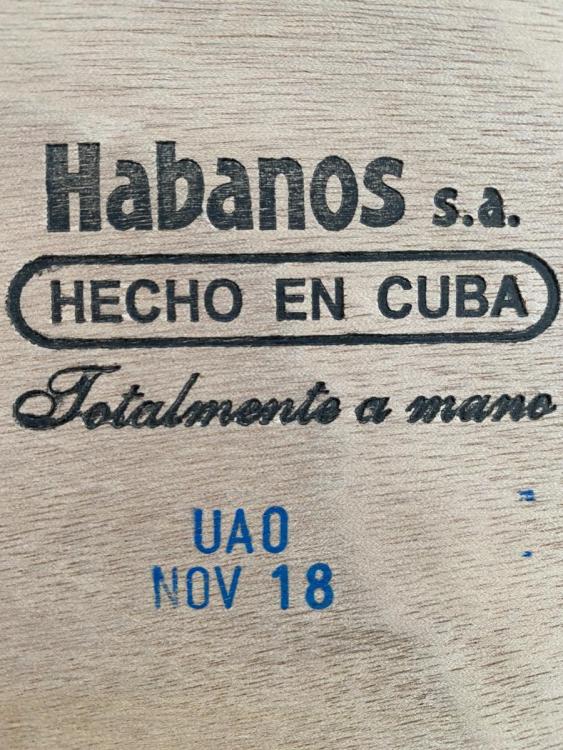 Habanos s.a.
HECHO EN CUBA
Totalmente a mano
UAO
NOV 18